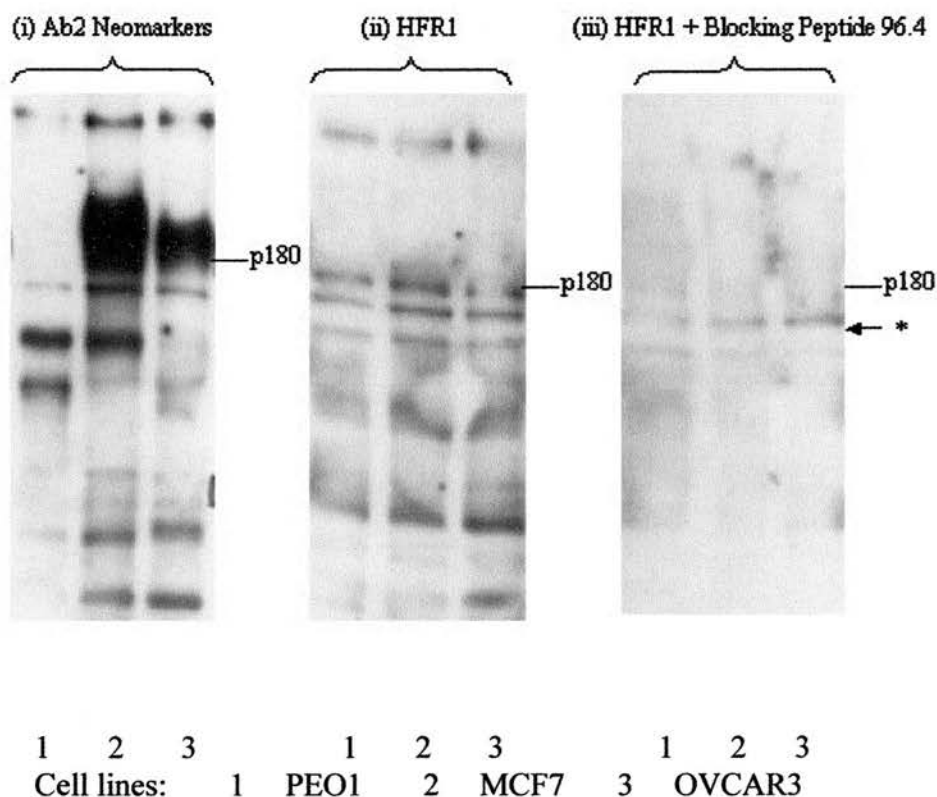 (i) Ab2 Neomarkers (ii) HFR1 (iii) HFR1 + Blocking Peptide 96.4
p180
p180
p180
*
1 2 3 1 2 3 1 2 3
Cell lines: 1 PEO1 2 MCF7 3 OVCAR3